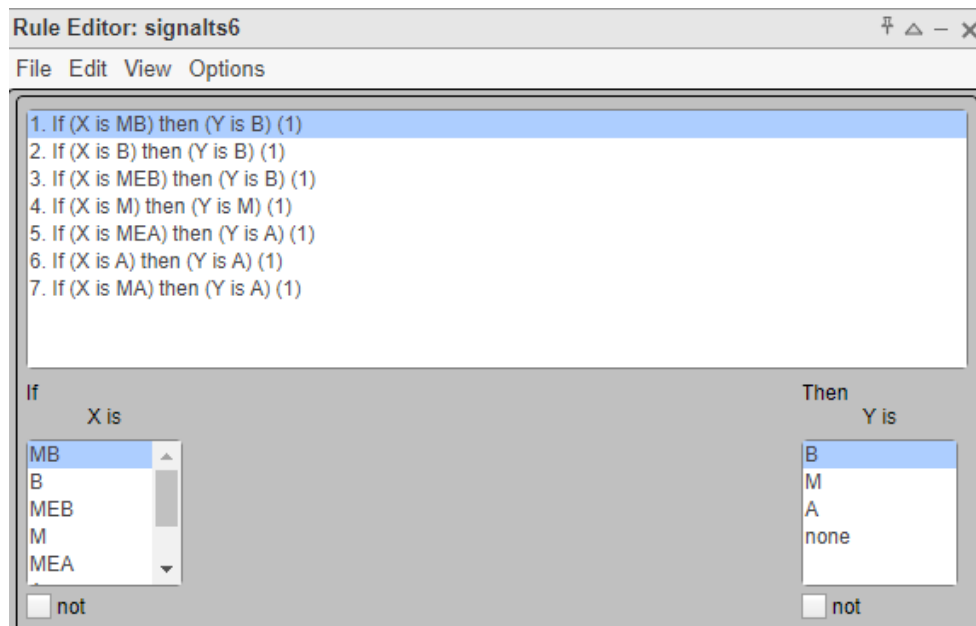 Rule Editor: signalts6
File Edit View Options
1. If (X is MB) then (Y is B) (1)
2. If (X is B) then (Y is B) (1)
3. If (X is MEB) then (Y is B) (1)
4. If (X is M) then (Y is M) (1)
5. If (X is MEA) then (Y is A) (1)
6. If (X is A) then (Y is A) (1)
7. If (X is MA) then (Y is A) (1)
If
X is
MB
B
MEB
M
MEA
not
Then
Y is
B
M
A
none
not